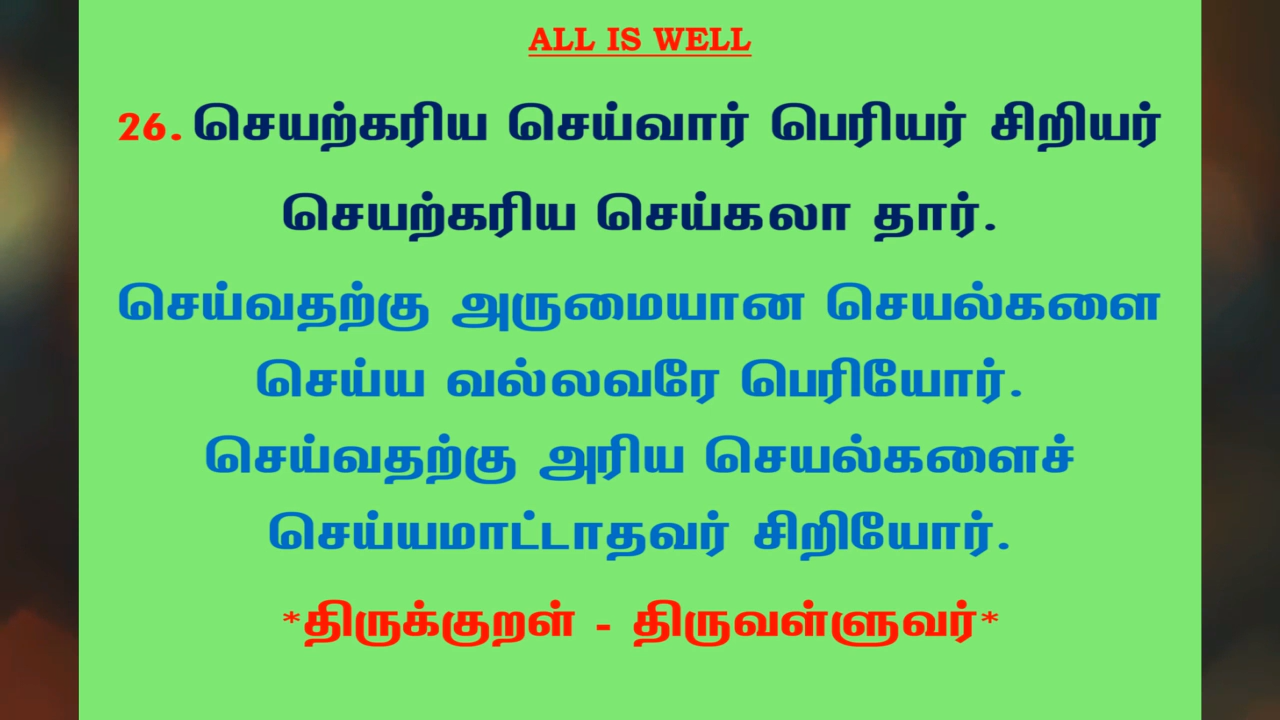 ALL IS WELL
26. செயற்கரிய செய்வார் பெரியர் சிறியர்
செயற்கரிய செய்கலா தார்.
செய்வதற்கு அருமையான செயல்களை
செய்ய வல்லவரே பெரியோர்.
செய்வதற்கு அரிய செயல்களைச்
செய்யமாட்டாதவர் சிறியோர்.
*திருக்குறள் - திருவள்ளுவர்*